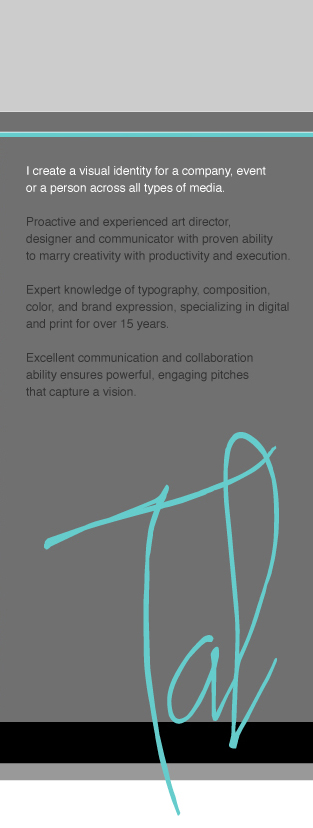 I create a visual identity for a company, event
or a person across all types of media.
Proactive and experienced art director,
designer and communicator with proven ability
to marry creativity with productivity and execution.
Expert knowledge of typography, composition,
color, and brand expression, specializing in digital
and print for over 15 years.
Excellent communication and collaboration
ability ensures powerful, engaging pitches
that capture a vision.
Tal